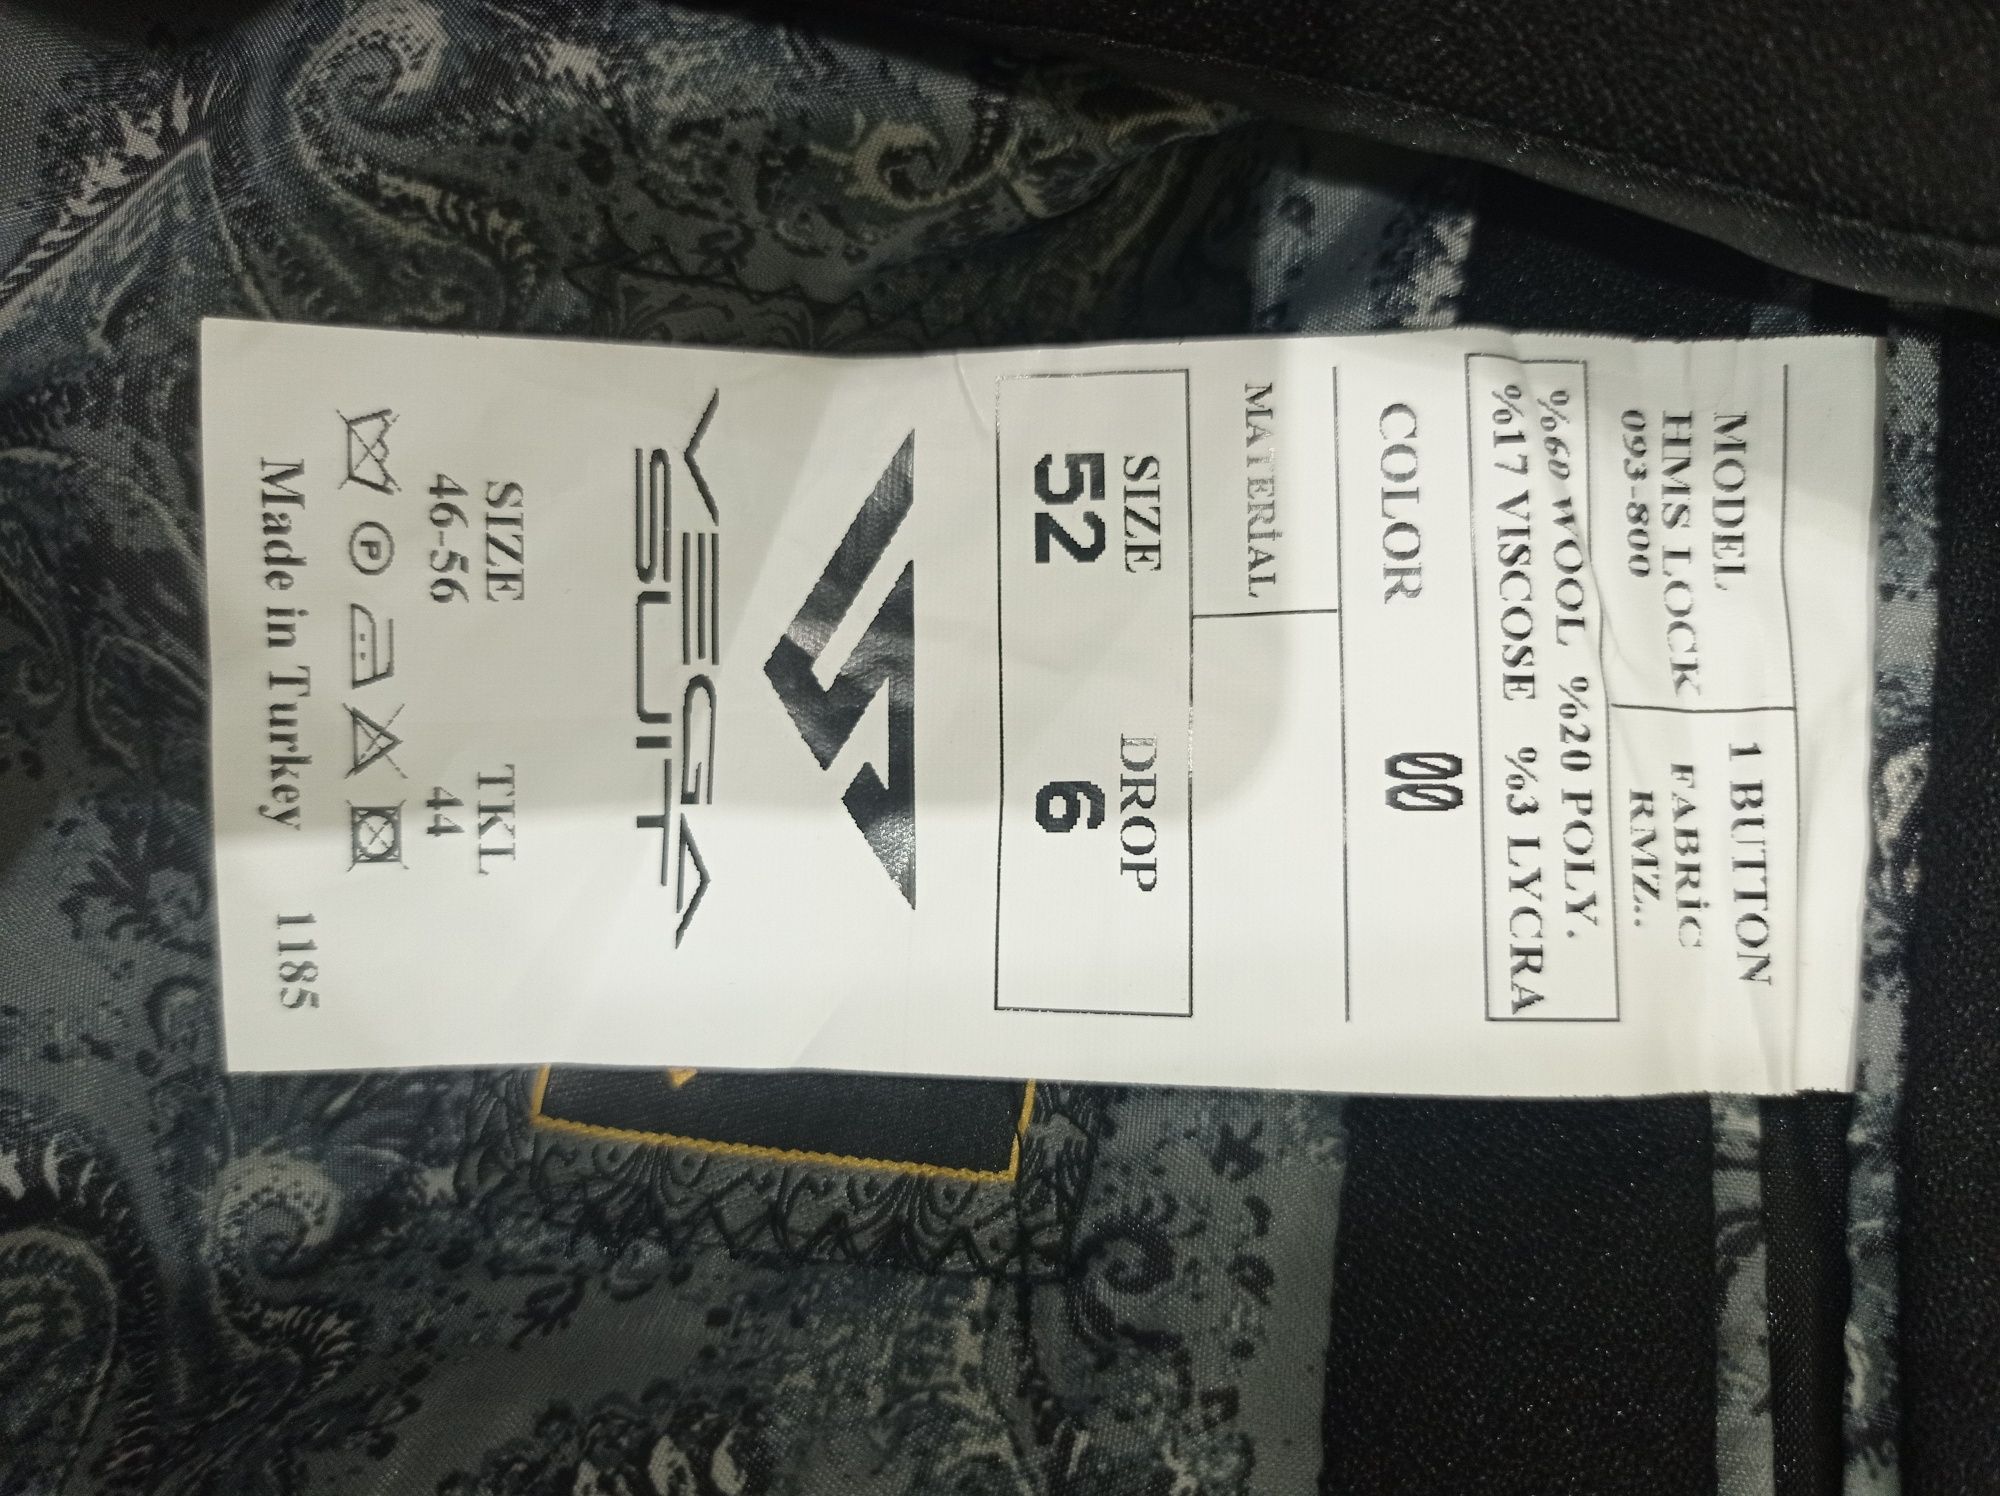 MODEL 1 BUTTON
HMS LOCK FABRİC
093-800 RMZ..
%60 WOOL %20 POLY.
%17 VISCOSE %3 LYCRA
COLOR 00
MATERİAL
SIZE DROP
52 6
VEGA
SUIT
SIZE TKL
46-56 44
P
Made in Turkey 1185